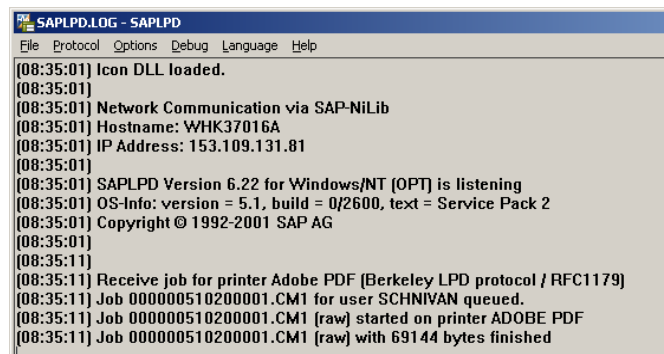 SAPLPD.LOG - SAPLPD
File Protocol Options Debug Language Help
(08:35:01) Icon DLL loaded.
(08:35:01)
(08:35:01) Network Communication via SAP-NiLib
(08:35:01) Hostname: WHK37016A
(08:35:01) IP Address: 153.109.131.81
(08:35:01)
(08:35:01) SAPLPD Version 6.22 for Windows/NT (OPT) is listening
(08:35:01) OS-Info: version = 5.1, build = 0/2600, text = Service Pack 2
(08:35:01) Copyright © 1992-2001 SAP AG
(08:35:01)
(08:35:11)
(08:35:11) Receive job for printer Adobe PDF (Berkeley LPD protocol / RFC1179)
(08:35:11) Job 000000510200001.CM1 for user SCHNIVAN queued.
(08:35:11) Job 000000510200001.CM1 (raw) started on printer ADOBE PDF
(08:35:11) Job 000000510200001.CM1 (raw) with 69144 bytes finished